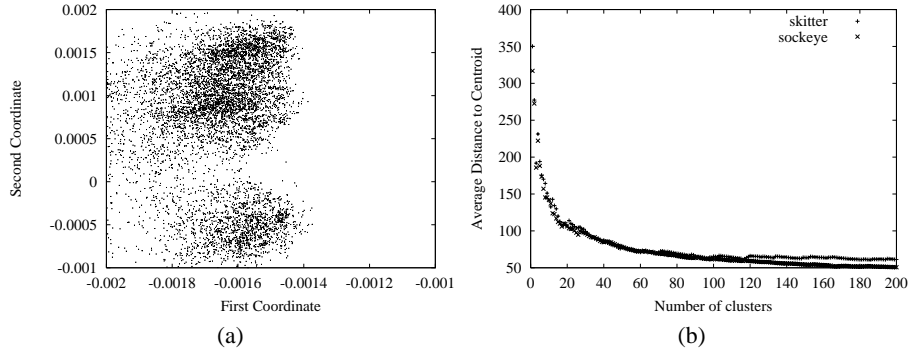 0.002
0.0015
0.001
0.0005
0
-0.0005
-0.001
Second Coordinate
-0.002 -0.0018 -0.0016 -0.0014 -0.0012 -0.001
First Coordinate
(a)
400
350
300
250
200
150
100
50
Average Distance to Centroid
skitter
sockeye
0 20 40 60 80 100 120 140 160 180 200
Number of clusters
(b)